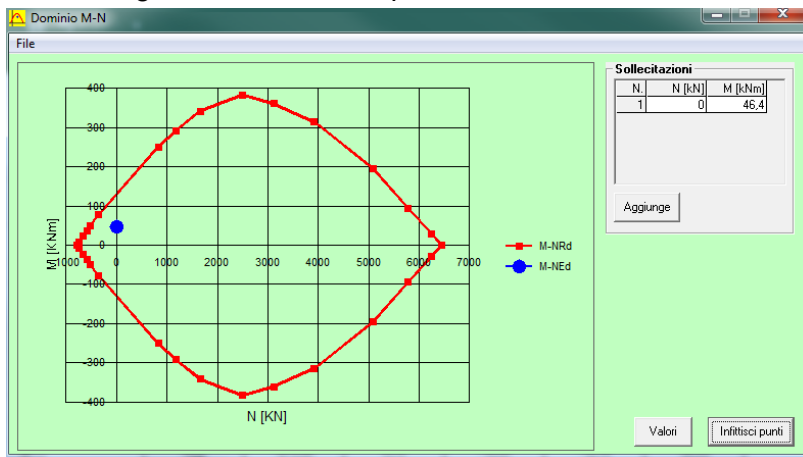 Dominio M-N
File
Sollecitazioni
N. N [kN] M [kNm]
1 0 46,4
Aggiunge
400
300
200
100
0
-100
-200
-300
-400
M [KNm]
-1000 0 1000 2000 3000 4000 5000 6000 7000
N [KN]
M-NRd
M-NEd
Valori
Infittisci punti